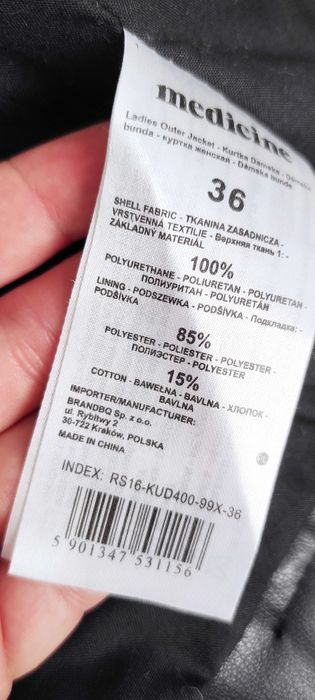 medicine
Ladies Outer Jacket - Kurtka Damska - Dámska
bunda - куртка женская - Dámska bunda
36
SHELL FABRIC - TKANINA ZASADNICZA -
VRSTVENNÁ TEXTILIE - Верхняя ткань 1: -
ZÁKLADNÝ MATERIÁL
100%
POLYURETHANE - POLIURETAN - POLYURETAN -
ПОЛИУРИТАН - POLYURETÁN
LINING - PODSZEWKA - PODŠÍVKA - Подкладка: -
PODŠÍVKA
85%
POLYESTER - POLIESTER - POLYESTER -
ПОЛИЭСТЕР - POLYESTER
15%
COTTON - BAWEŁNA - BAVLNA - ХЛОПОК -
BAVLNA
IMPORTER/MANUFACTURER:
BRANDBQ Sp. z o.o.
ul. Rybitwy 2
30-722 Kraków, POLSKA
MADE IN CHINA
INDEX: RS16-KUD400-99X-36
5 901347 531156